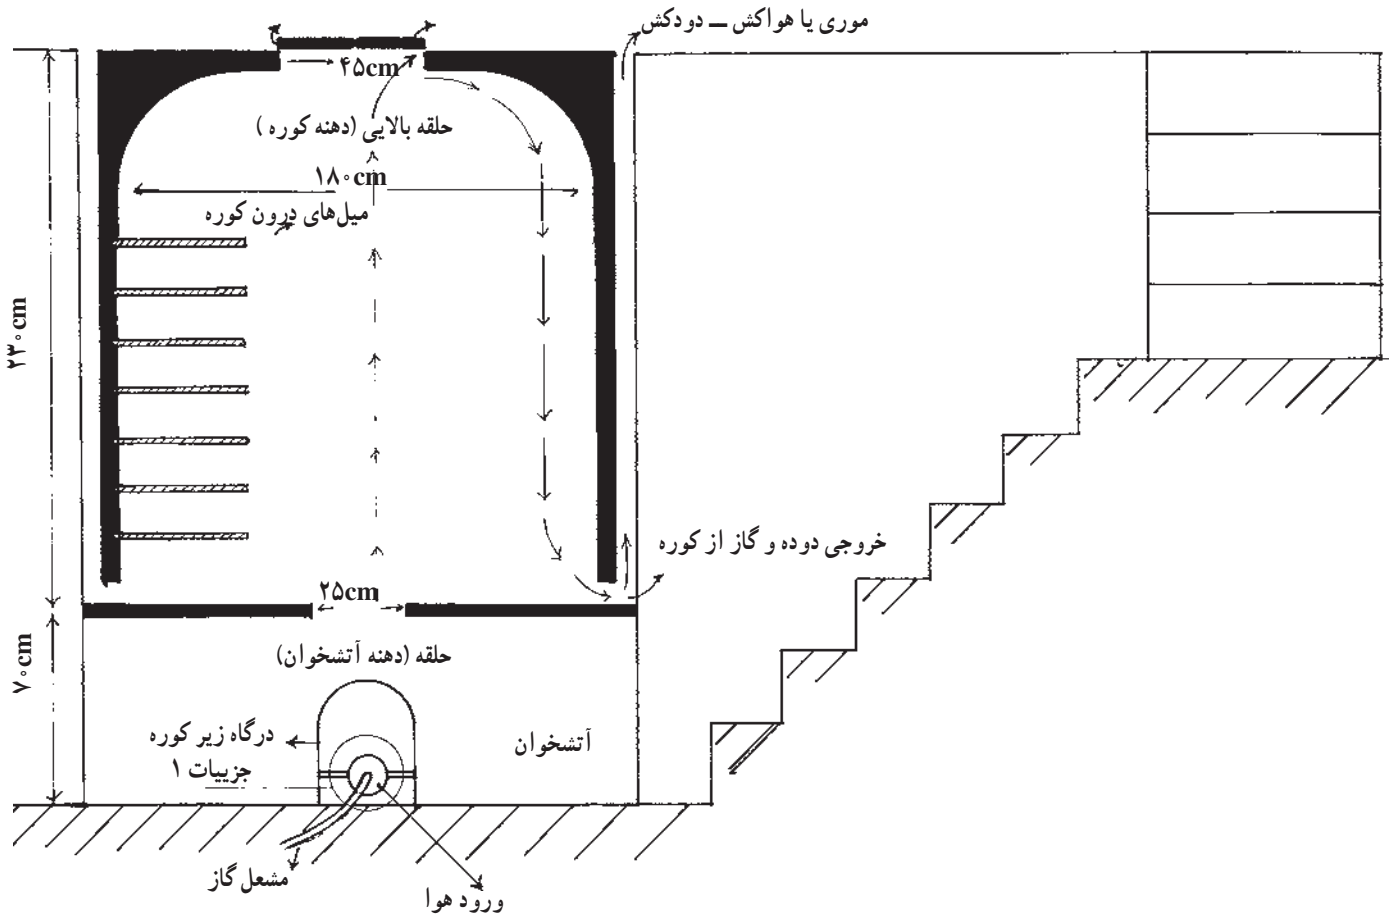 موری یا هواکش ــ دودکش
۴۵cm
حلقه بالایی (دهنه کوره )
۱۸۰cm
میل‌های درون کوره
۲۳۰cm
خروجی دوده و گاز از کوره
۲۵cm
حلقه (دهنه آتشخوان)
۷۰cm
درگاه زیر کوره
آتشخوان
جزییات ۱
مشعل گاز
ورود هوا